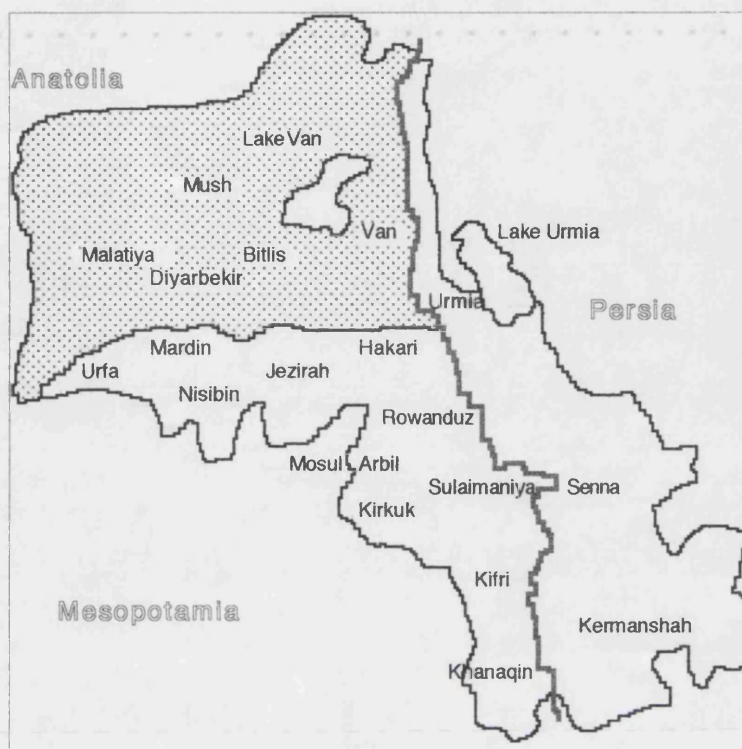 Anatolia
Lake Van
Mush
Van
Lake Urmia
Malatiya
Bitlis
Diyarbekir
Urmia
Persia
Mardin
Hakari
Urfa
Jezirah
Nisibin
Rowanduz
Mosul
Arbil
Sulaimaniya
Senna
Kirkuk
Kifri
Mesopotamia
Kermanshah
Khanaqin